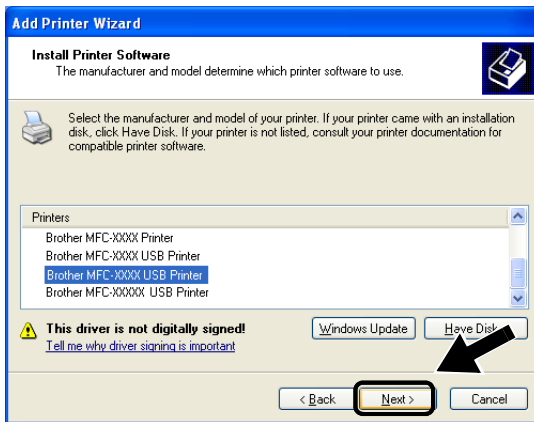 Add Printer Wizard
Install Printer Software
The manufacturer and model determine which printer software to use.
Select the manufacturer and model of your printer. If your printer came with an installation
disk, click Have Disk. If your printer is not listed, consult your printer documentation for
compatible printer software.
Printers
Brother MFC-XXXX Printer
Brother MFC-XXXX USB Printer
Brother MFC-XXXX USB Printer
Brother MFC-XXXXX USB Printer
This driver is not digitally signed!
Windows Update
Have Disk
Tell me why driver signing is important
< Back
Next >
Cancel